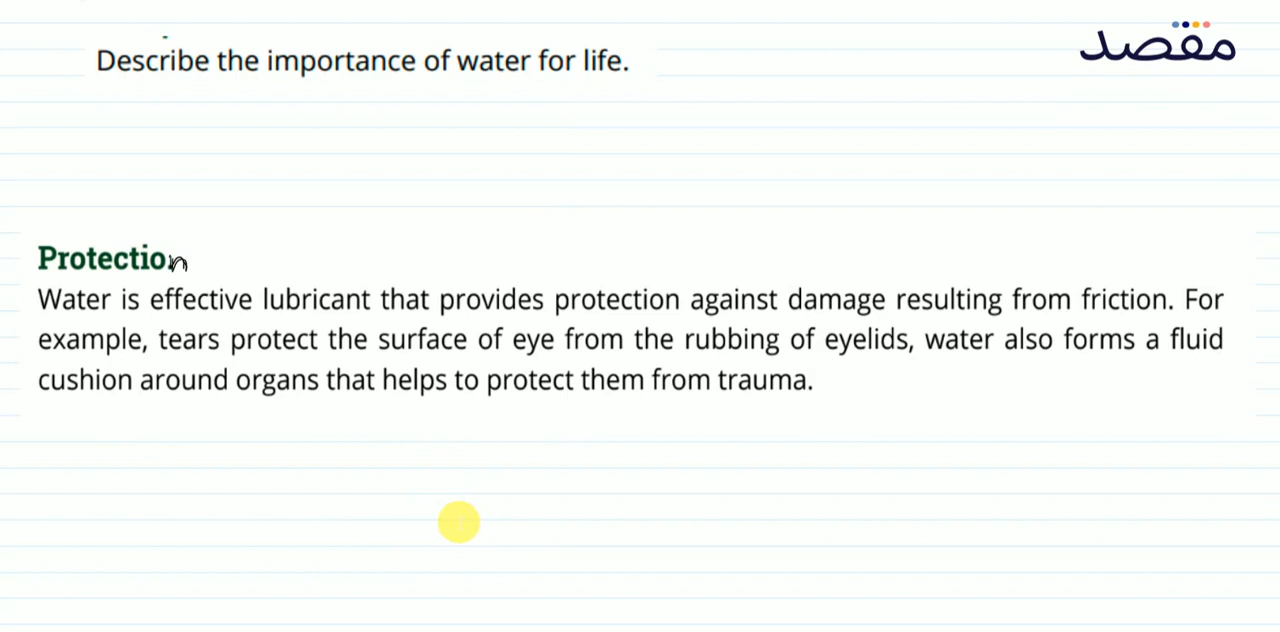 Describe the importance of water for life.
مقصد
Protection
Water is effective lubricant that provides protection against damage resulting from friction. For
example, tears protect the surface of eye from the rubbing of eyelids, water also forms a fluid
cushion around organs that helps to protect them from trauma.